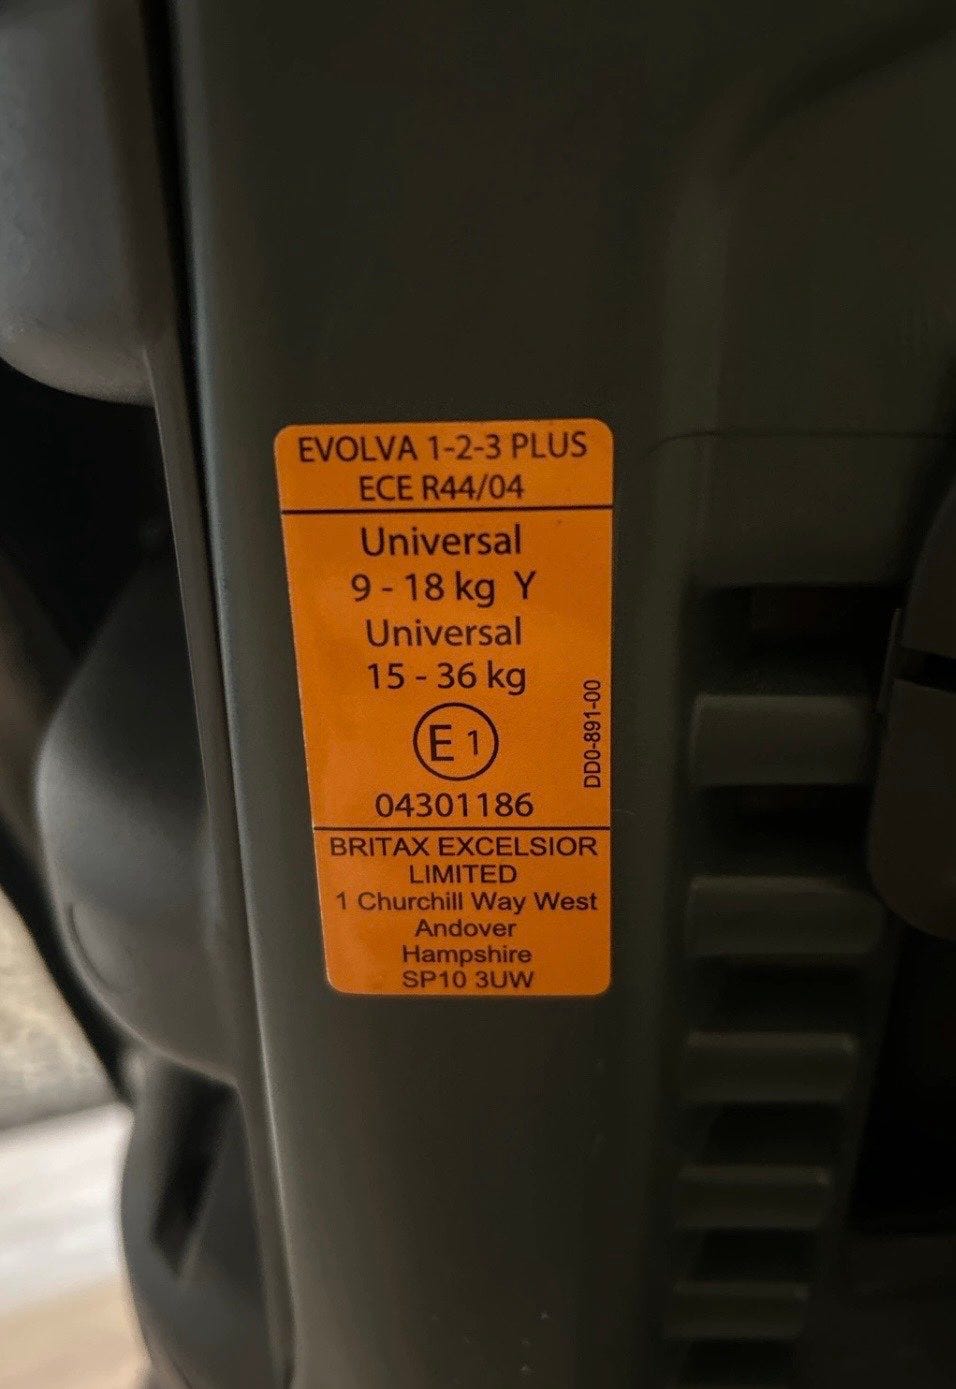 EVOLVA 1-2-3 PLUS
ECE R44/04
Universal
9 - 18 kg Y
Universal
15 - 36 kg
E 1
04301186
DD0-891-00
BRITAX EXCELSIOR
LIMITED
1 Churchill Way West
Andover
Hampshire
SP10 3UW